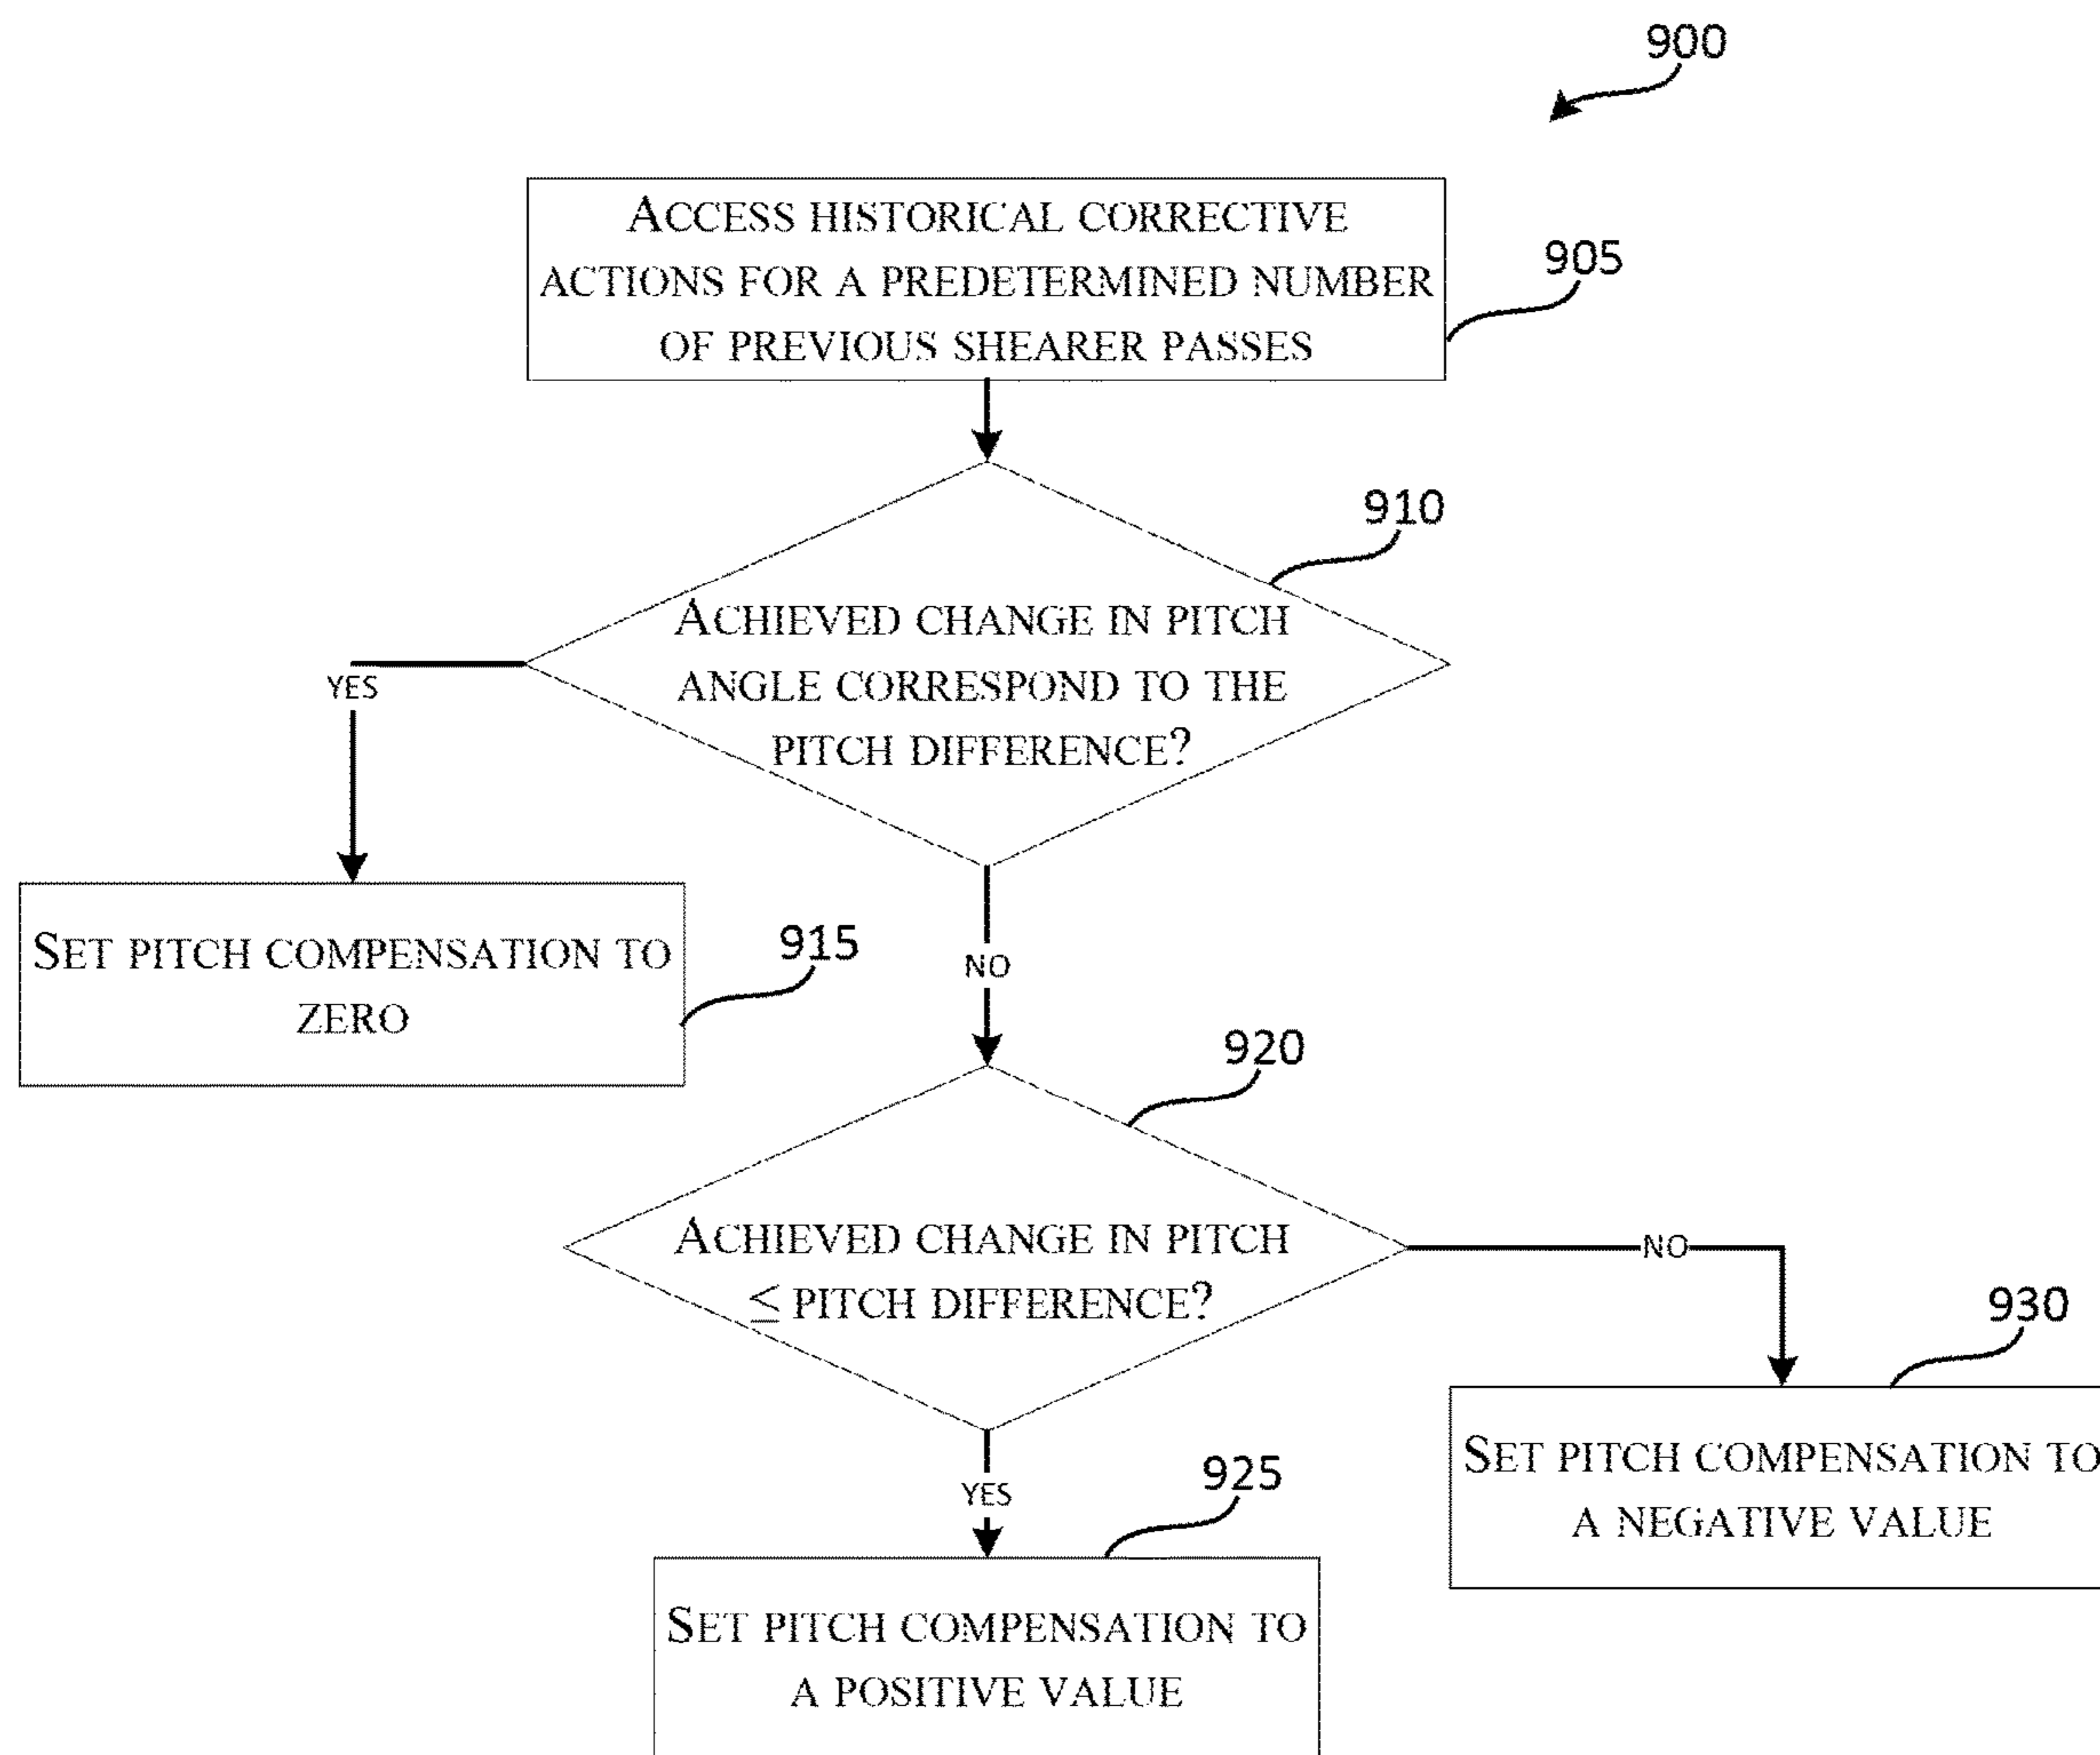 900
ACCESS HISTORICAL CORRECTIVE
ACTIONS FOR A PREDETERMINED NUMBER
OF PREVIOUS SHEARER PASSES
905
910
ACHIEVED CHANGE IN PITCH
ANGLE CORRESPOND TO THE
PITCH DIFFERENCE?
YES
SET PITCH COMPENSATION TO
ZERO
915
NO
920
ACHIEVED CHANGE IN PITCH
≤ PITCH DIFFERENCE?
NO
930
SET PITCH COMPENSATION TO
A NEGATIVE VALUE
YES
925
SET PITCH COMPENSATION TO
A POSITIVE VALUE